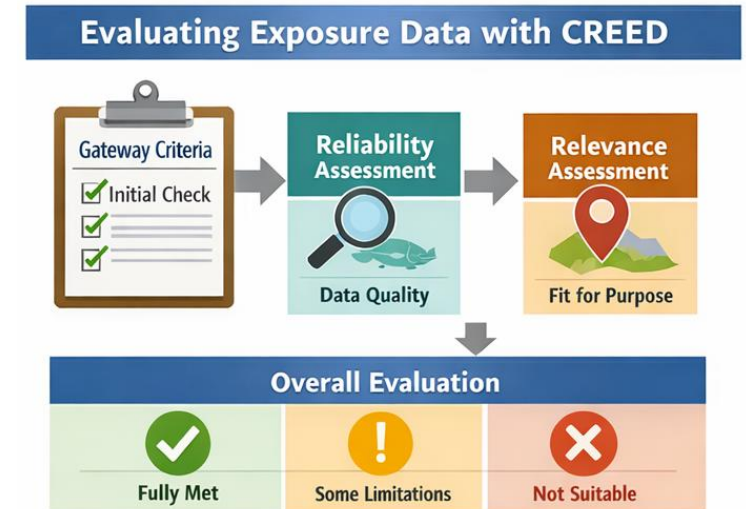 Evaluating Exposure Data with CREED
Gateway Criteria
Initial Check
Reliability
Assessment
Data Quality
Relevance
Assessment
Fit for Purpose
Overall Evaluation
Fully Met
Some Limitations
Not Suitable